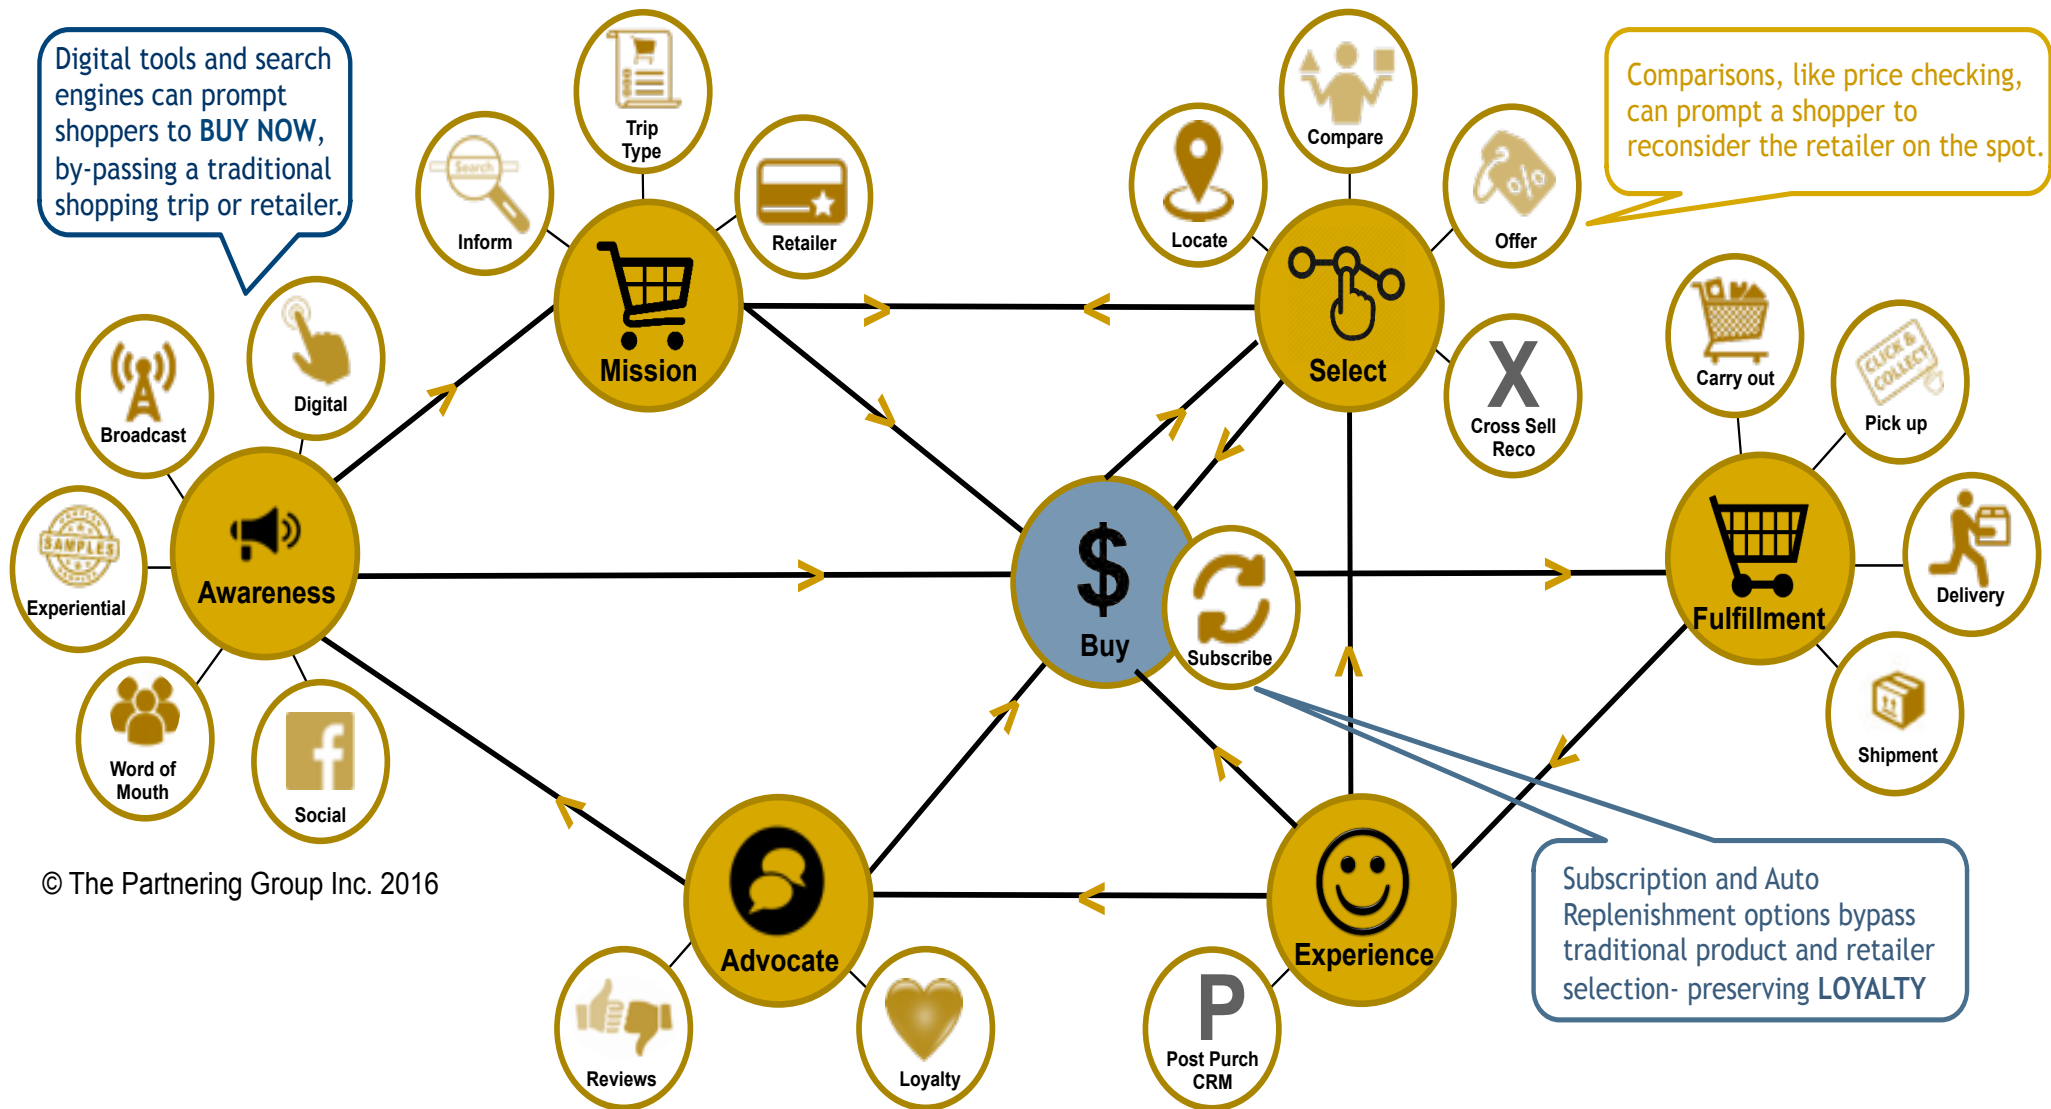 Digital tools and search
engines can prompt
shoppers to BUY NOW,
by-passing a traditional
shopping trip or retailer.
Trip
Type
Search
Inform
Retailer
Mission
Compare
Locate
%
Offer
Select
X
Cross Sell
Reco
Comparisons, like price checking,
can prompt a shopper to
reconsider the retailer on the spot.
Digital
Broadcast
SAMPLES
Experiential
Awareness
Word of
Mouth
f
Social
$
Buy
Subscribe
Carry out
CLICK &
COLLECT
Pick up
Delivery
Fulfillment
Shipment
© The Partnering Group Inc. 2016
Advocate
Reviews
Loyalty
Experience
P
Post Purch
CRM
Subscription and Auto
Replenishment options bypass
traditional product and retailer
selection- preserving LOYALTY